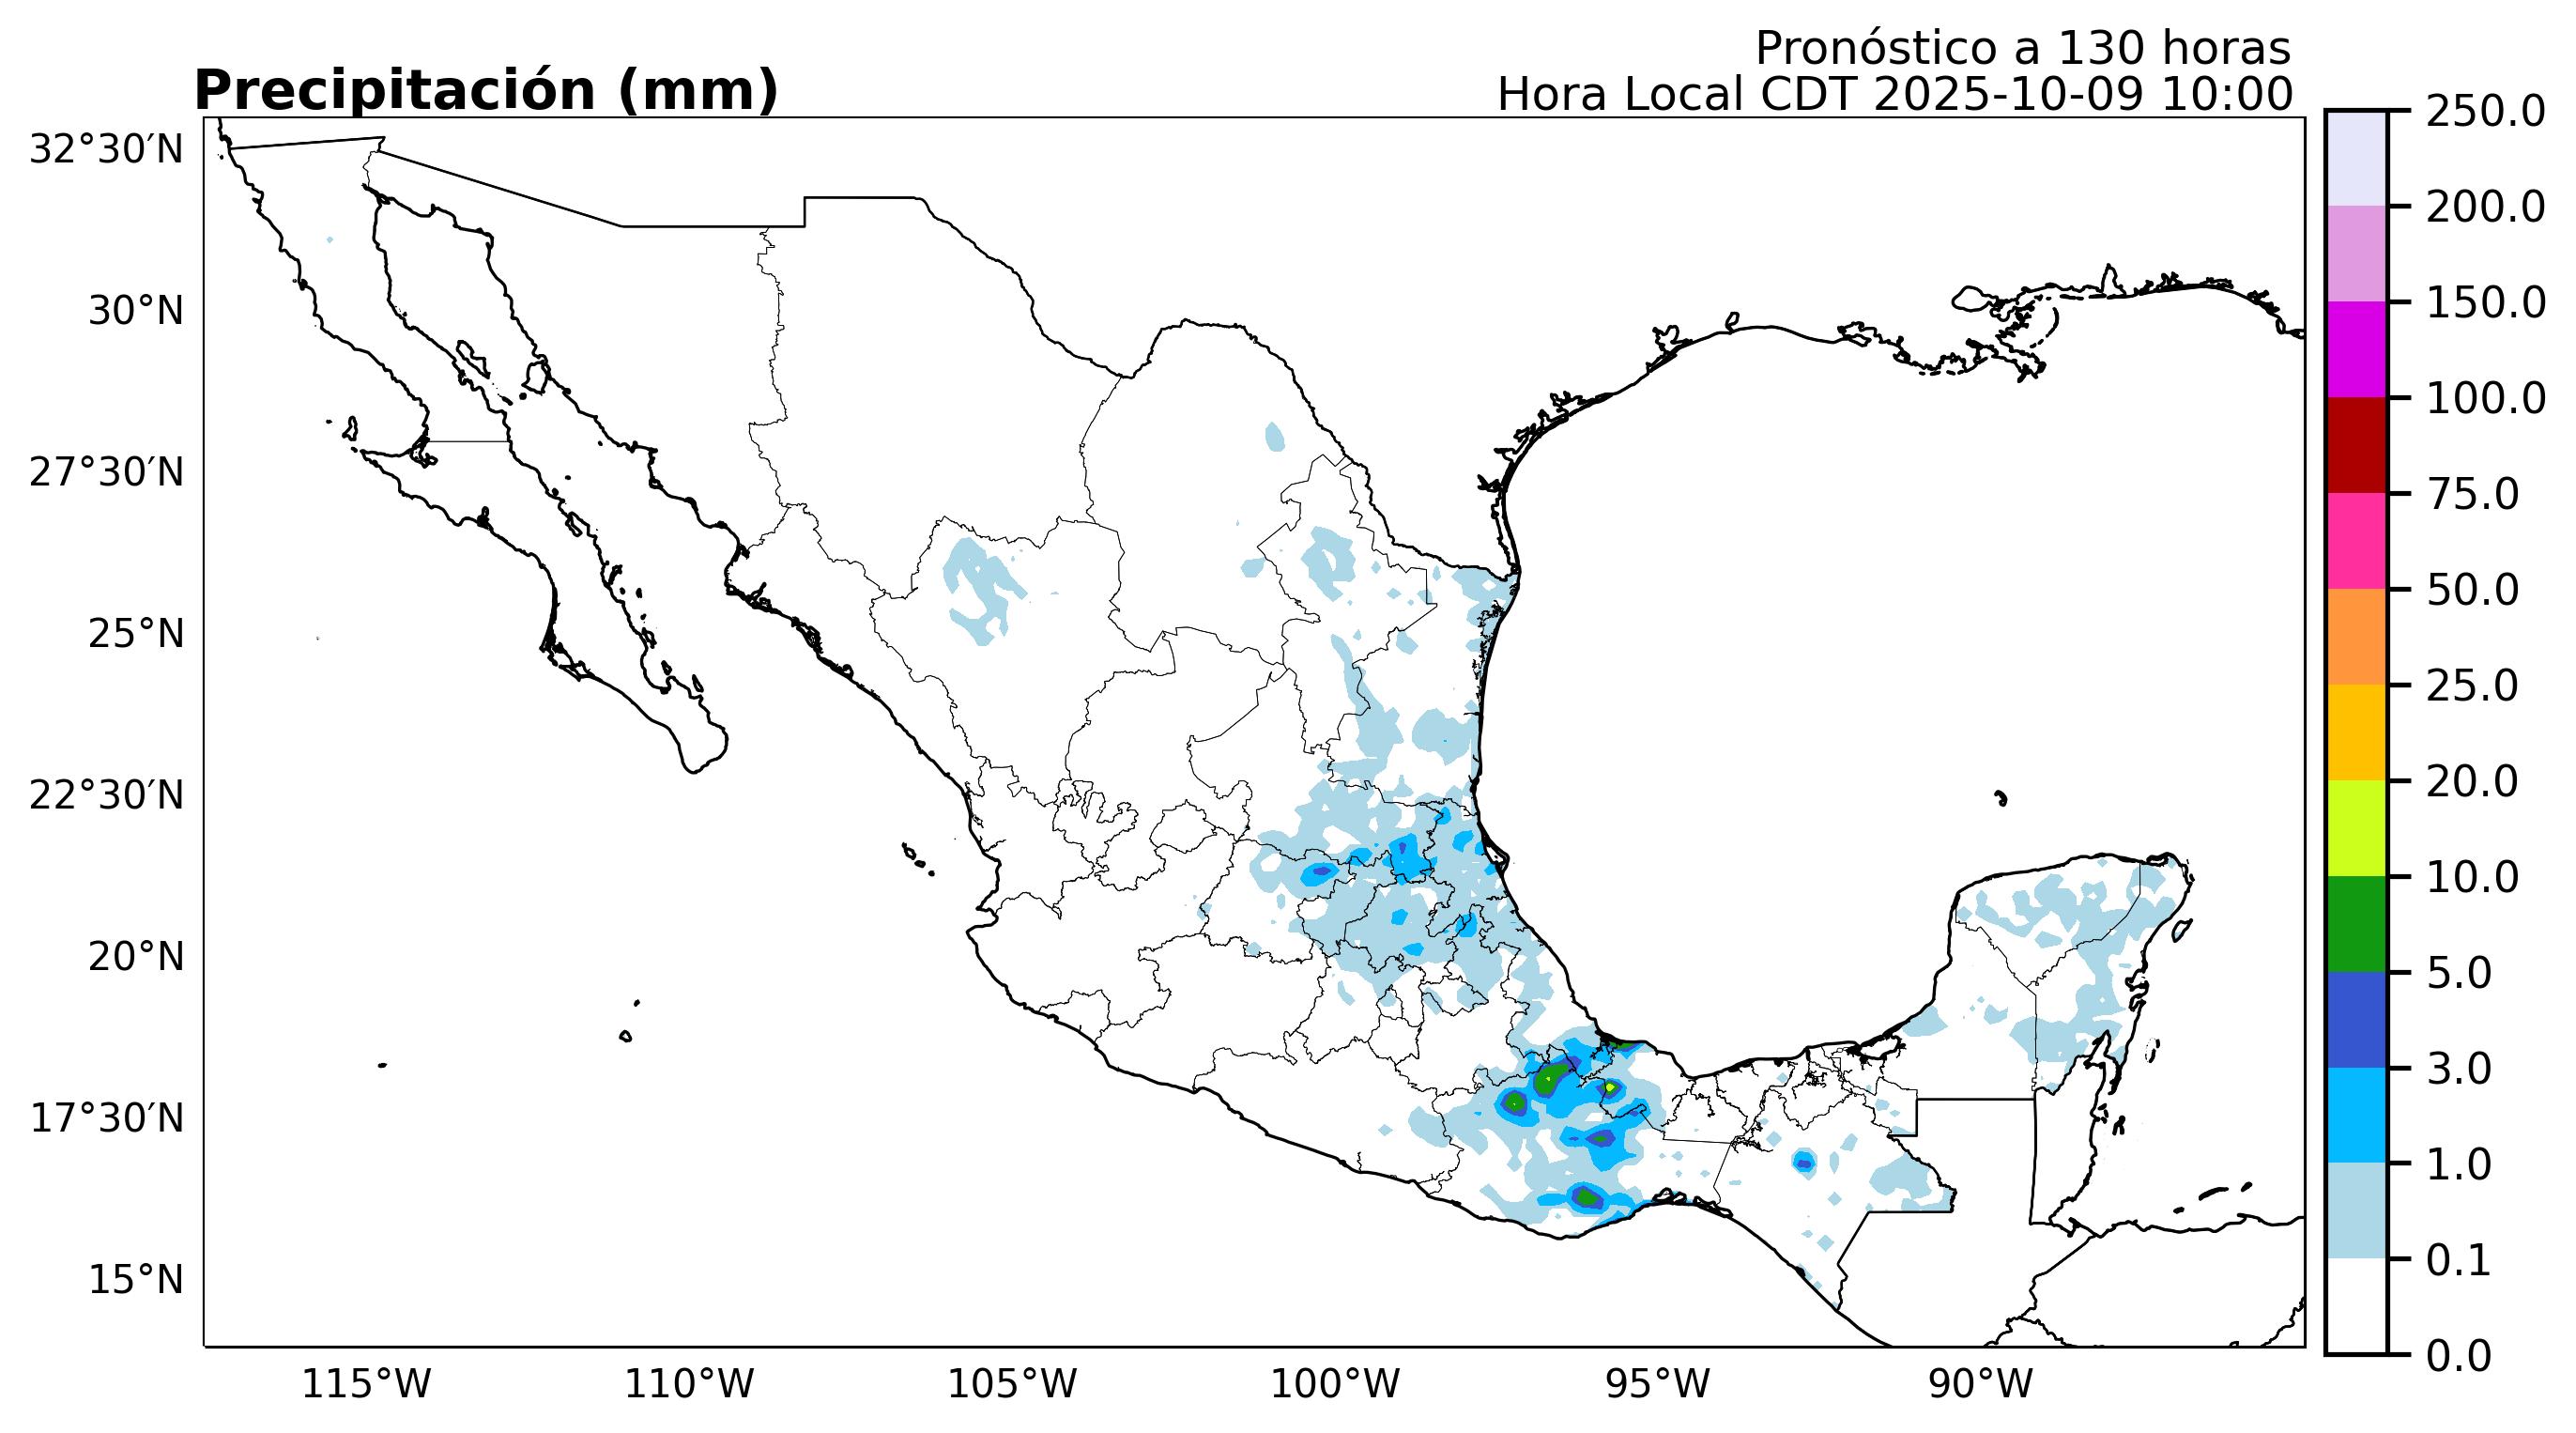 Pronóstico a 130 horas
Precipitación (mm)
Hora Local CDT 2025-10-09 10:00
32°30′N
30°N
27°30′N
25°N
22°30′N
20°N
17°30′N
15°N
115°W
110°W
105°W
100°W
95°W
90°W
250.0
200.0
150.0
100.0
75.0
50.0
25.0
20.0
10.0
5.0
3.0
1.0
0.1
0.0